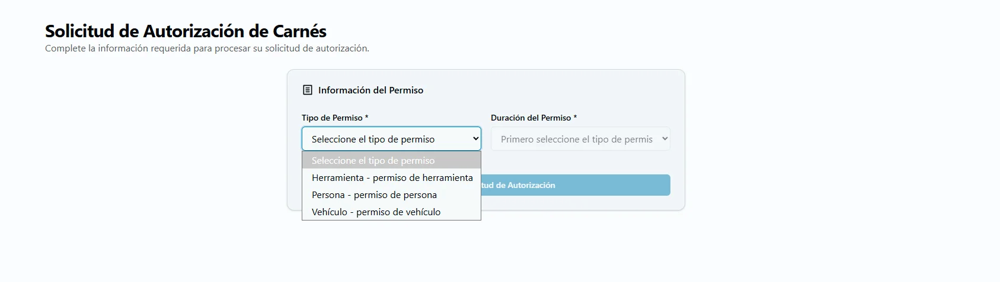 Solicitud de Autorización de Carnés
Complete la información requerida para procesar su solicitud de autorización.
Información del Permiso
Tipo de Permiso *
Duración del Permiso *
Seleccione el tipo de permiso
Primero seleccione el tipo de permis
Seleccione el tipo de permiso
Herramienta - permiso de herramienta
Persona - permiso de persona
Vehículo - permiso de vehículo
tud de Autorización